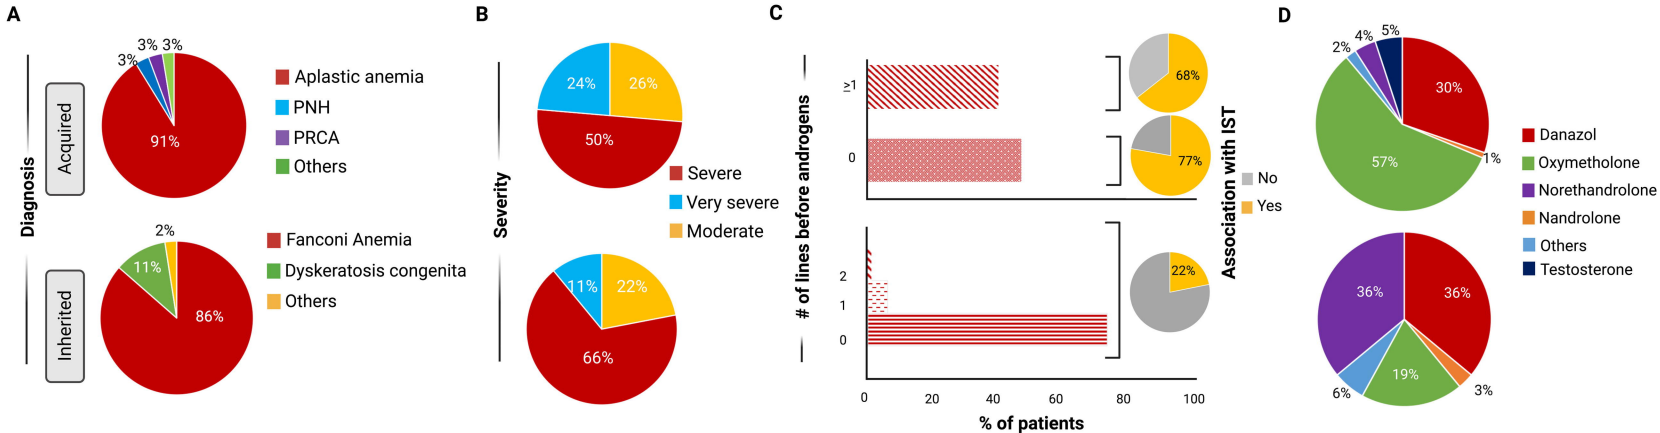 A
Diagnosis
Acquired
3%
3%
3%
91%
Aplastic anemia
PNH
PRCA
Others
Inherited
2%
11%
86%
Fanconi Anemia
Dyskeratosis congenita
Others
B
Severity
24%
26%
50%
Severe
Very severe
Moderate
11%
22%
66%
C
# of lines before androgens
≥1
0
68%
77%
2
1
0
22%
0
20
40
60
80
100
% of patients
Association with IST
No
Yes
D
2%
4%
5%
30%
1%
57%
Danazol
Oxymetholone
Norethandrolone
Nandrolone
Others
Testosterone
36%
36%
6%
19%
3%